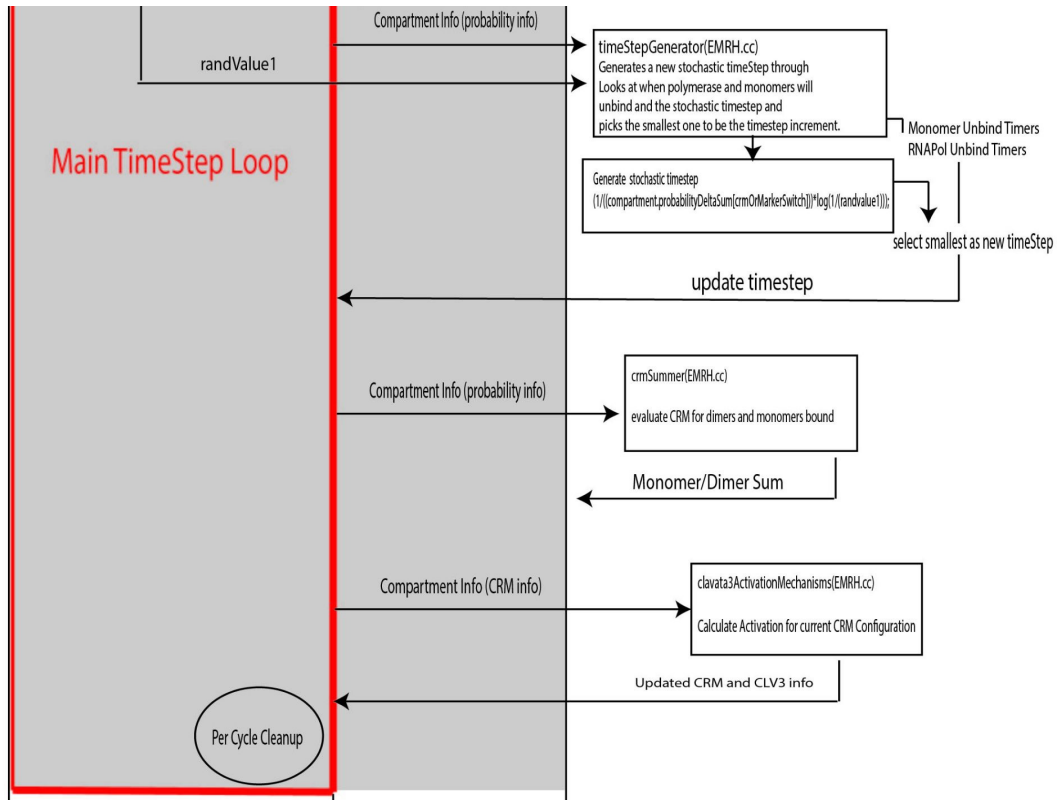 Compartment Info (probability info)
randValue1
timeStepGenerator(EMRH.cc)
Generates a new stochastic timeStep through
Looks at when polymerase and monomers will
unbind and the stochastic timestep and
picks the smallest one to be the timestep increment.
Monomer Unbind Timers
RNAPol Unbind Timers
Main TimeStep Loop
Generate stochastic timestep
(1/((compartment.probabilityDeltaSum[crmOrMarkerSwitch]))*log(1/(randvalue1)));
select smallest as new timeStep
update timestep
crmSummer(EMRH.cc)
Compartment Info (probability info)
evaluate CRM for dimers and monomers bound
Monomer/Dimer Sum
clavata3ActivationMechanisms(EMRH.cc)
Compartment Info (CRM info)
Calculate Activation for current CRM Configuration
Updated CRM and CLV3 info
Per Cycle Cleanup